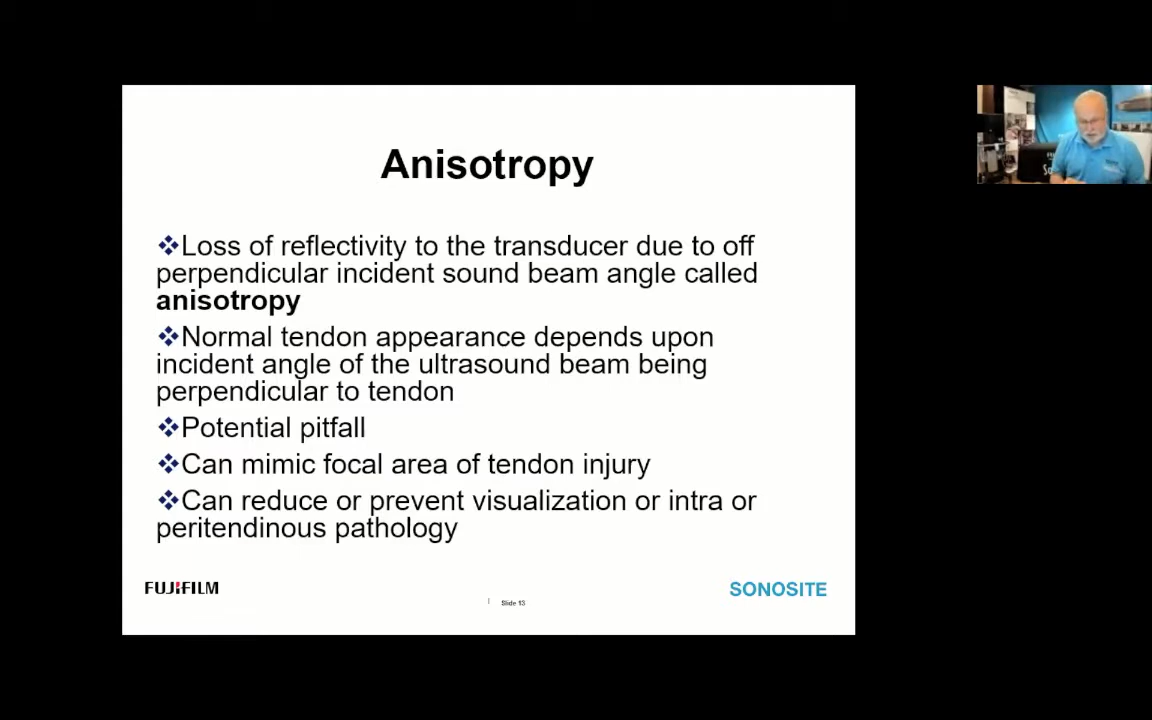 Anisotropy
❖Loss of reflectivity to the transducer due to off
perpendicular incident sound beam angle called
anisotropy
❖Normal tendon appearance depends upon
incident angle of the ultrasound beam being
perpendicular to tendon
❖Potential pitfall
❖Can mimic focal area of tendon injury
❖Can reduce or prevent visualization or intra or
peritendinous pathology
FUJIFILM
| Slide 13
SONOSITE